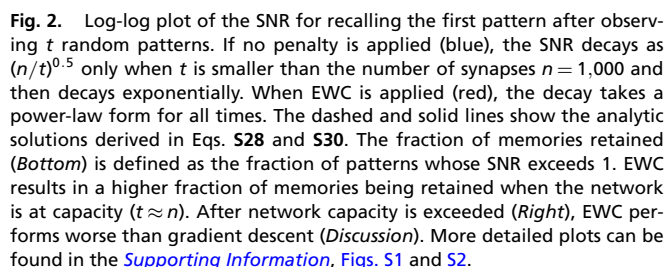 Fig. 2. Log-log plot of the SNR for recalling the first pattern after observ-
ing t random patterns. If no penalty is applied (blue), the SNR decays as
(n/t)^0.5 only when t is smaller than the number of synapses n = 1,000 and
then decays exponentially. When EWC is applied (red), the decay takes a
power-law form for all times. The dashed and solid lines show the analytic
solutions derived in Eqs. S28 and S30. The fraction of memories retained
(Bottom) is defined as the fraction of patterns whose SNR exceeds 1. EWC
results in a higher fraction of memories being retained when the network
is at capacity (t ≈ n). After network capacity is exceeded (Right), EWC per-
forms worse than gradient descent (Discussion). More detailed plots can be
found in the Supporting Information, Figs. S1 and S2.